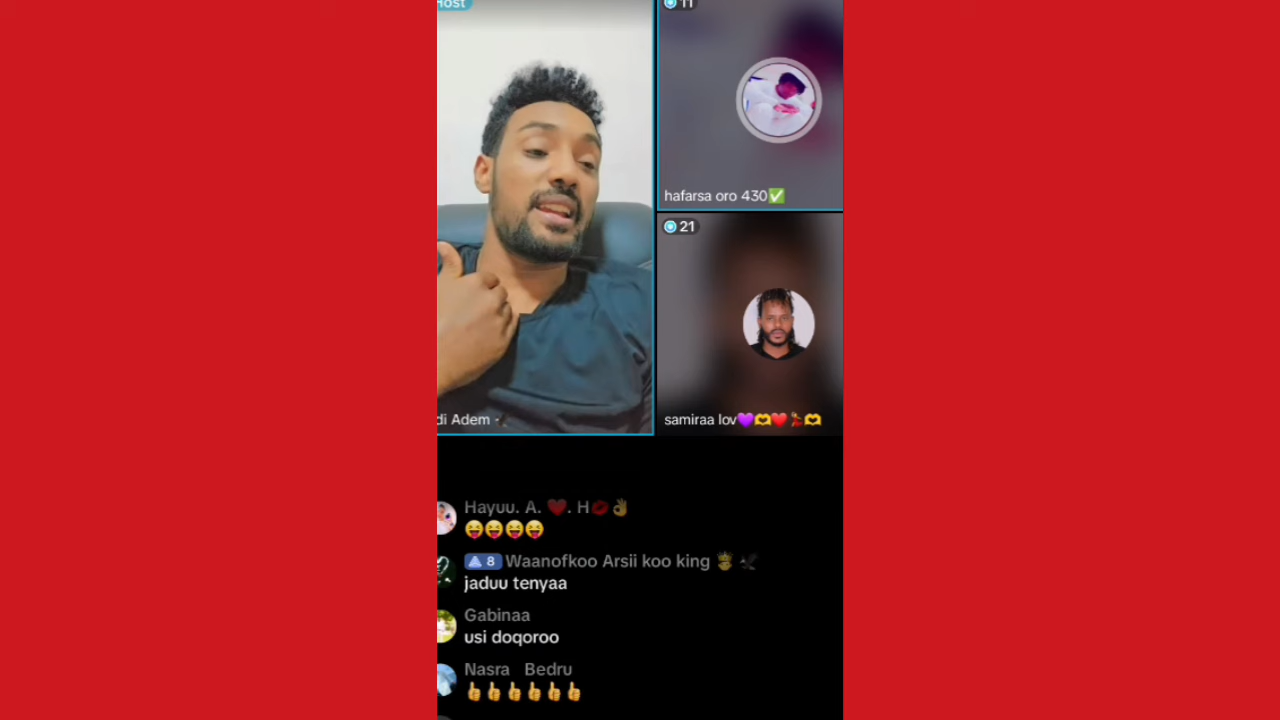 Host
11
hafarsa oro 430✅
21
di Adem -
samiraa lov💜🫶❤️💃🫶
Hayuu. A. ❤️. H💋👌
😝😝😝😝
8 Waanofkoo Arsii koo king
jaduu tenyaa
Gabinaa
usi doqoroo
Nasra Bedru
👍👍👍👍👍👍